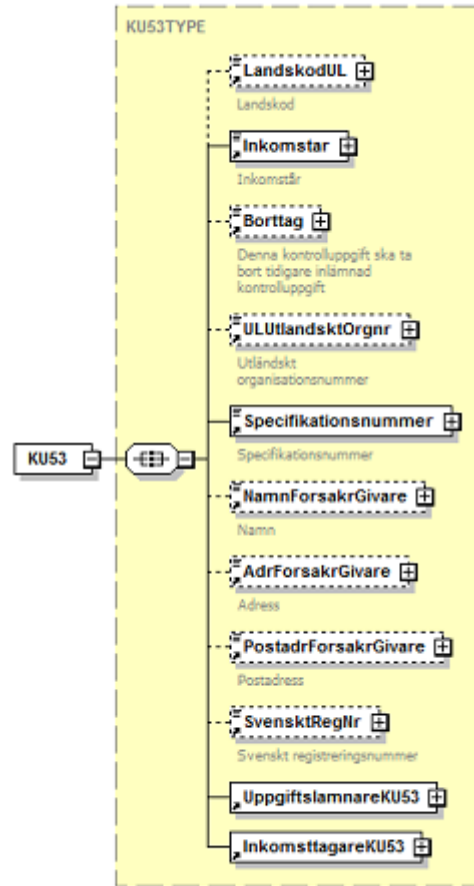 KU53TYPE
LandskodUL
Landskod
Inkomstar
Inkomstår
Borttag
Denna kontrolluppgift ska ta
bort tidigare inlämnad
kontrolluppgift
ULUtlandsktOrgnr
Utländskt
organisationsnummer
Specifikationsnummer
Specifikationsnummer
KU53
NamnForsakrGivare
Namn
AdrForsakrGivare
Adress
PostadrForsakrGivare
Postadress
SvensktRegNr
Svenskt registreringsnummer
UppgiftslamnareKU53
InkomsttagareKU53